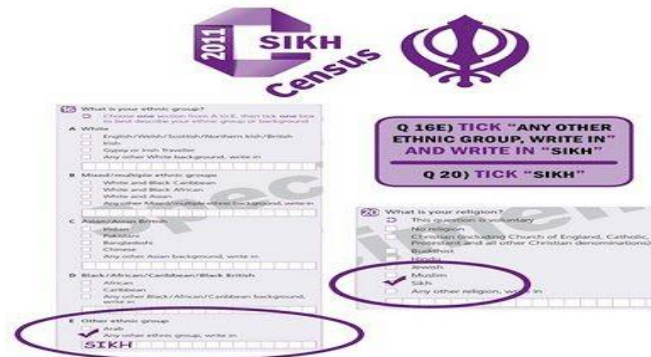 2011
SIKH
Census
16 What is your ethnic group?
Choose one section from A to E, then tick one box
to best describe your ethnic group or background
A White
English/Welsh/Scottish/Northern Irish/British
Irish
Gypsy or Irish Traveller
Any other White background, write in
B Mixed/multiple ethnic groups
White and Black Caribbean
White and Black African
White and Asian
Any other Mixed/multiple ethnic background, write in
C Asian/Asian British
Indian
Pakistani
Bangladeshi
Chinese
Any other Asian background, write in
D Black/African/Caribbean/Black British
African
Caribbean
Any other Black/African/Caribbean background,
write in
E Other ethnic group
Arab
Any other ethnic group, write in
SIKH
Q 16E) TICK "ANY OTHER
ETHNIC GROUP, WRITE IN"
AND WRITE IN "SIKH"
Q 20) TICK "SIKH"
20 What is your religion?
This question is voluntary
No religion
Christian (including Church of England, Catholic,
Protestant and all other Christian denominations)
Buddhist
Hindu
Jewish
Muslim
Sikh
Any other religion, write in